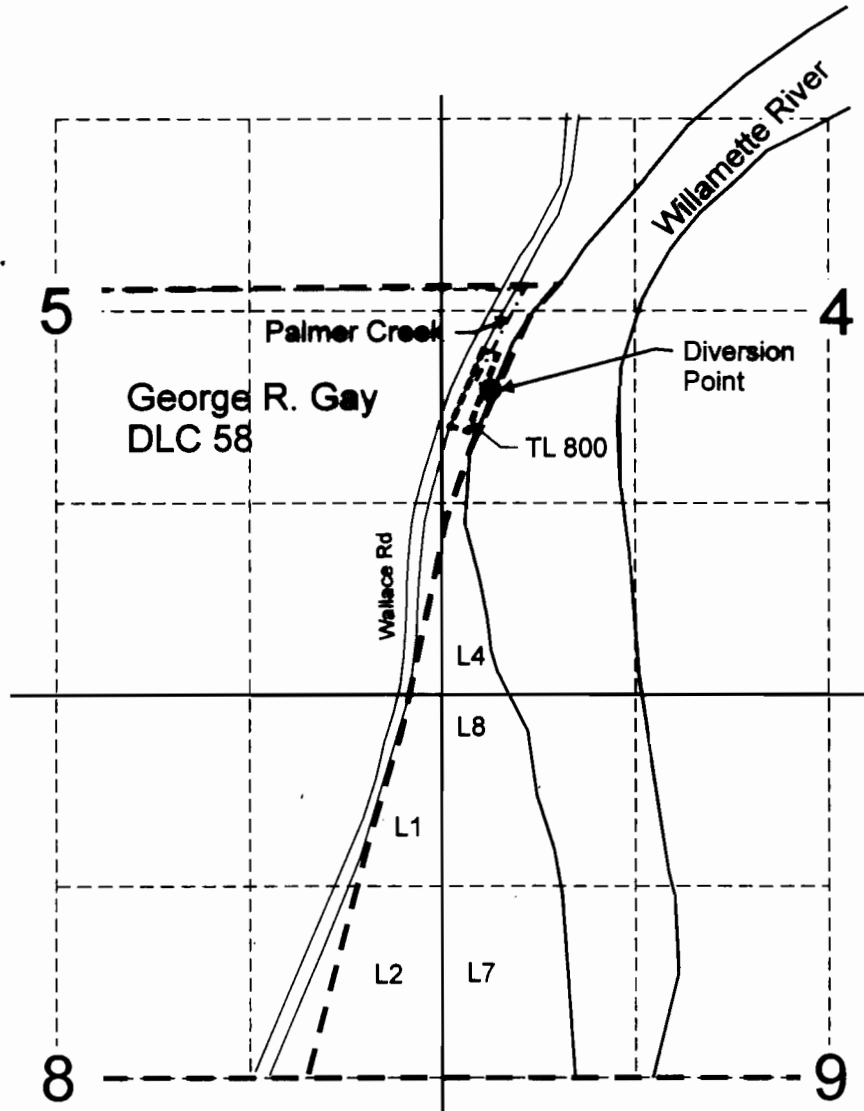 Willamette River
5
4
Palmer Creek
Diversion
Point
George R. Gay
DLC 58
TL 800
Wallace Rd
L4
L8
L1
L2
L7
8
9